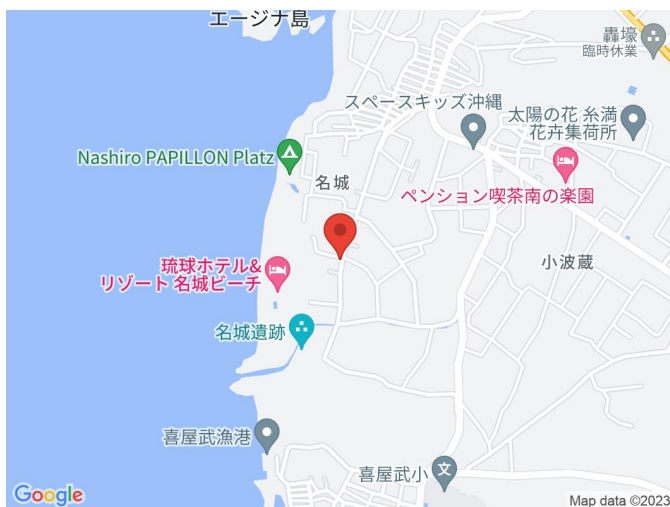 エージナ島
轟壕
臨時休業
スペースキッズ沖縄
太陽の花 糸満
花卉集荷所
Nashiro PAPILLON Platz
名城
ペンション喫茶南の楽園
琉球ホテル&
リゾート 名城ビーチ
小波蔵
名城遺跡
喜屋武漁港
喜屋武小
文
Google
Map data ©2023